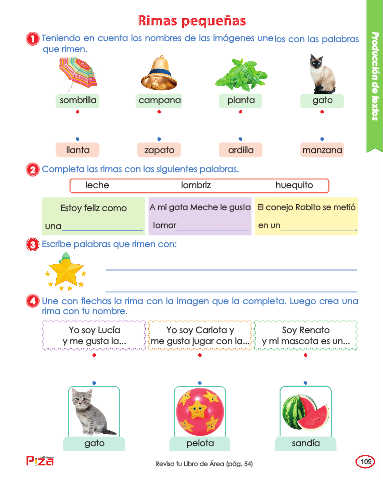 Rimas pequeñas
1 Teniendo en cuenta los nombres de las imágenes une los con las palabras
que rimen.
sombrilla campana planta gato
llanta zapato ardilla manzana
2 Completa las rimas con las siguientes palabras.
leche lombriz huequito
Estoy feliz como
una
A mi gata Meche le gusta
tomar
El conejo Robito se metió
en un
3 Escribe palabras que rimen con:
4 Une con flechas la rima con la imagen que la completa. Luego crea una
rima con tu nombre.
Yo soy Lucía
y me gusta la...
Yo soy Carlota y
me gusta jugar con la...
Soy Renato
y mi mascota es un...
gato pelota sandía
Piza
Revisa tu Libro de Área (pág. 54)
109
Producción de textos